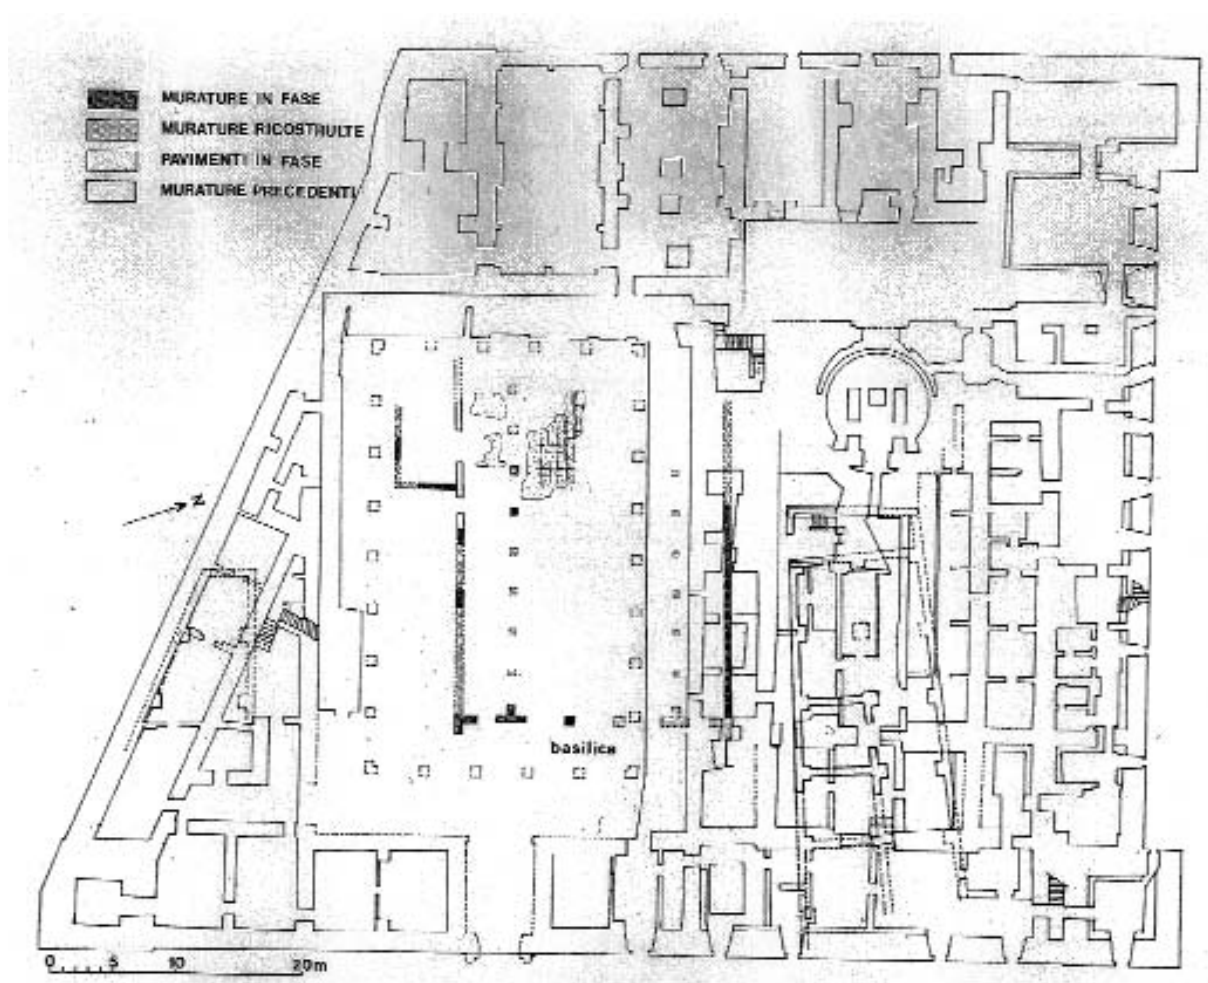 MURATURE IN FASE
MURATURE RICOSTRUITE
PAVIMENTI IN FASE
MURATURE PRECEDENTI
N
basilica
0 5 10 20m